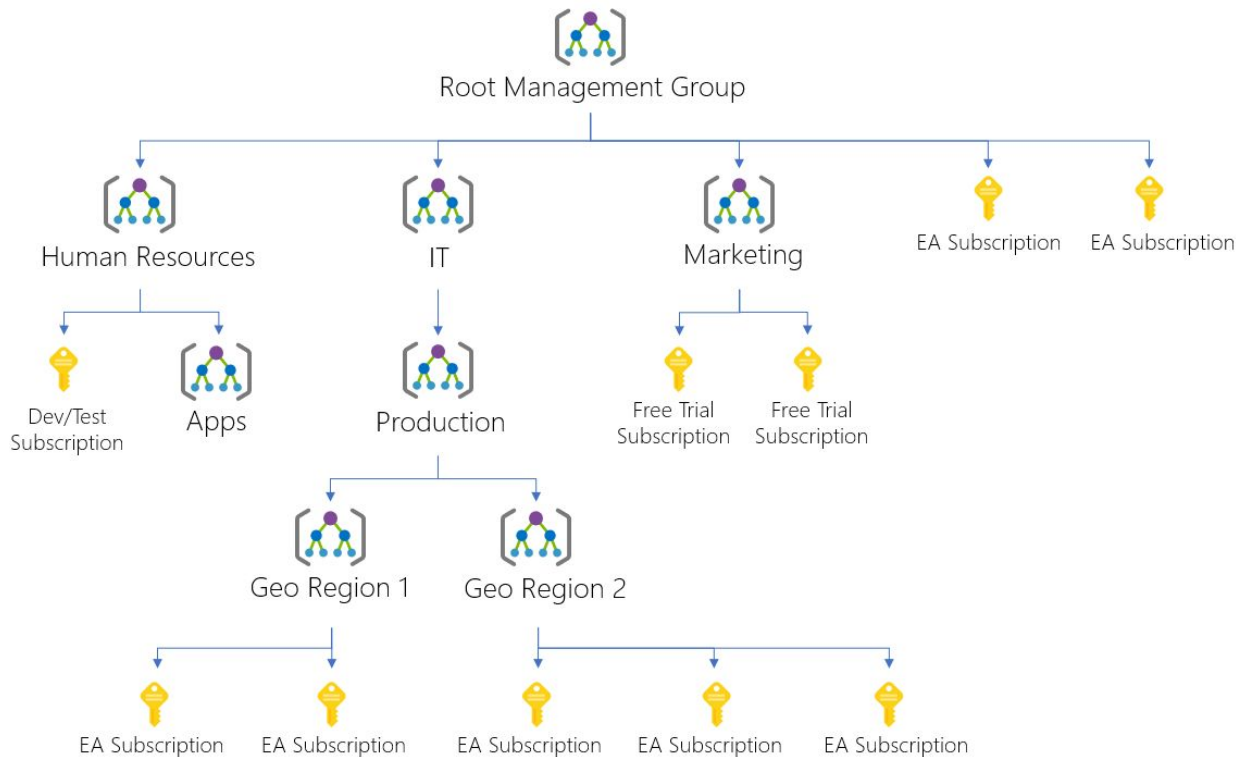 Root Management Group
Human Resources
IT
Marketing
EA Subscription
EA Subscription
Dev/Test
Subscription
Apps
Production
Free Trial
Subscription
Free Trial
Subscription
Geo Region 1
Geo Region 2
EA Subscription
EA Subscription
EA Subscription
EA Subscription
EA Subscription